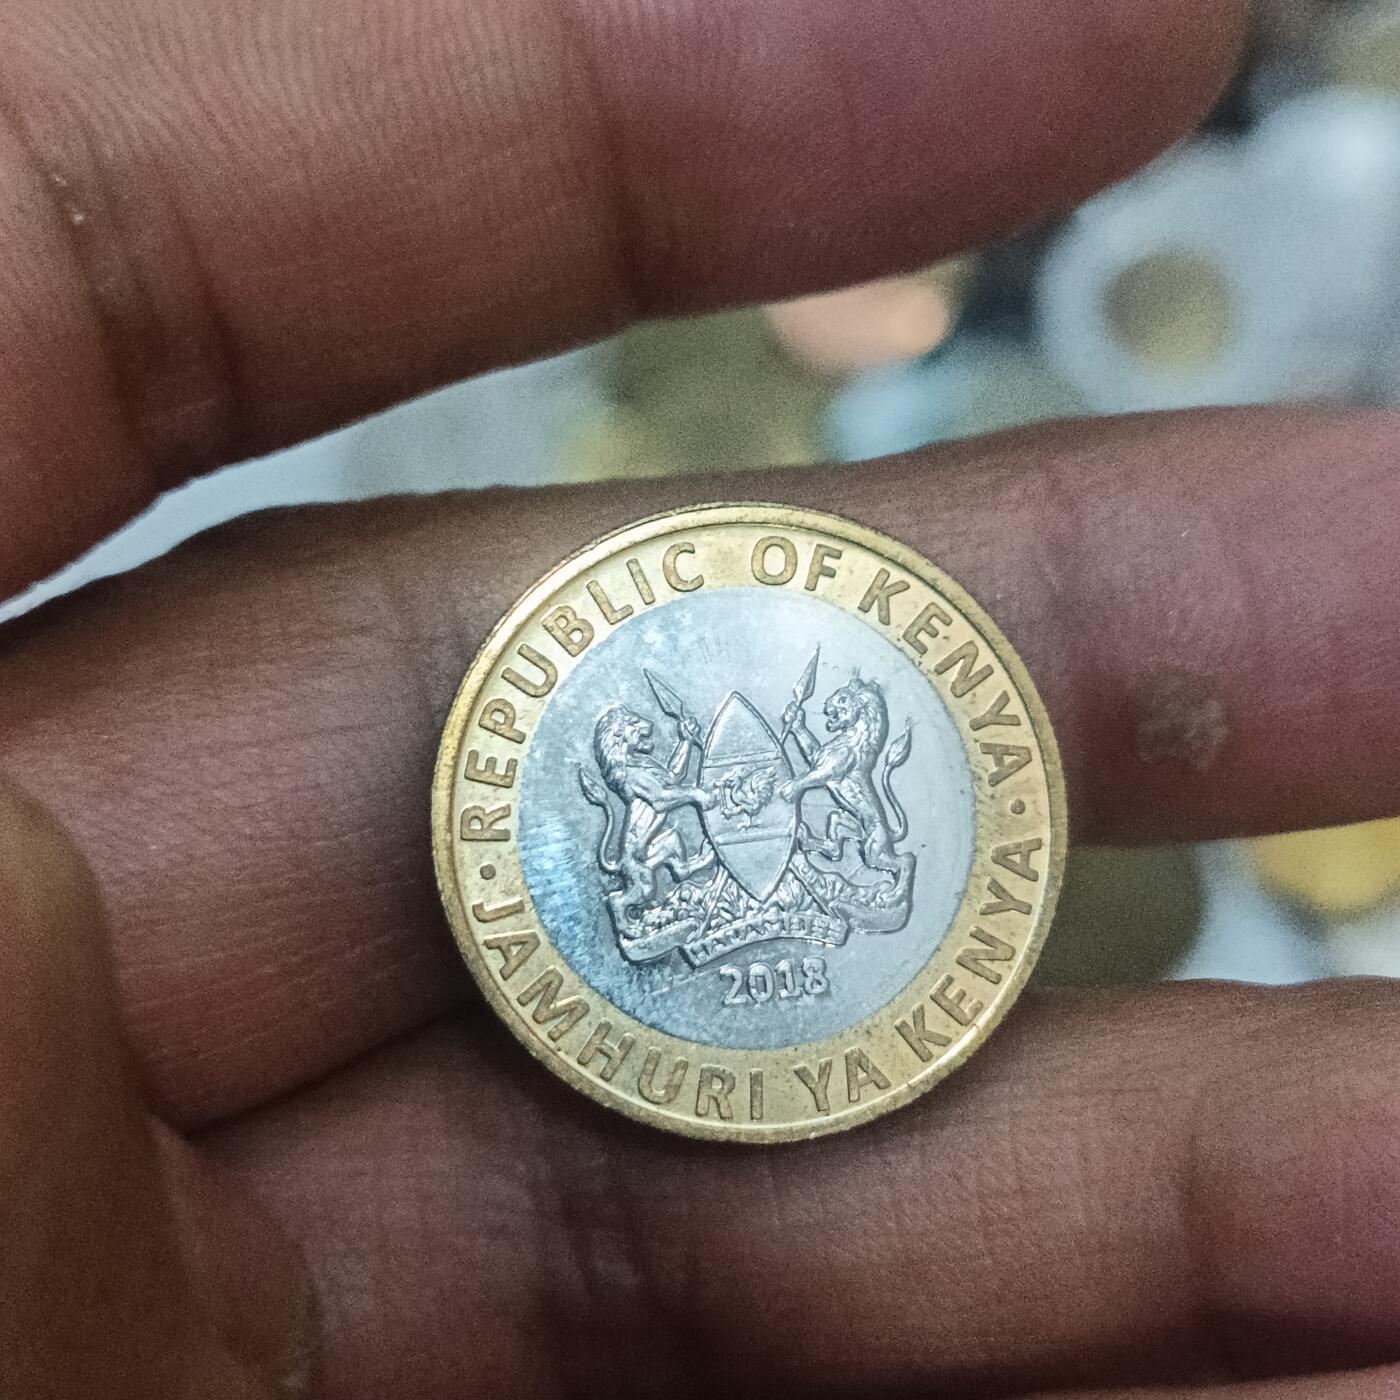 REPUBLIC OF KENYA
HARAMBEE
2018
JAMHURI YA KENYA